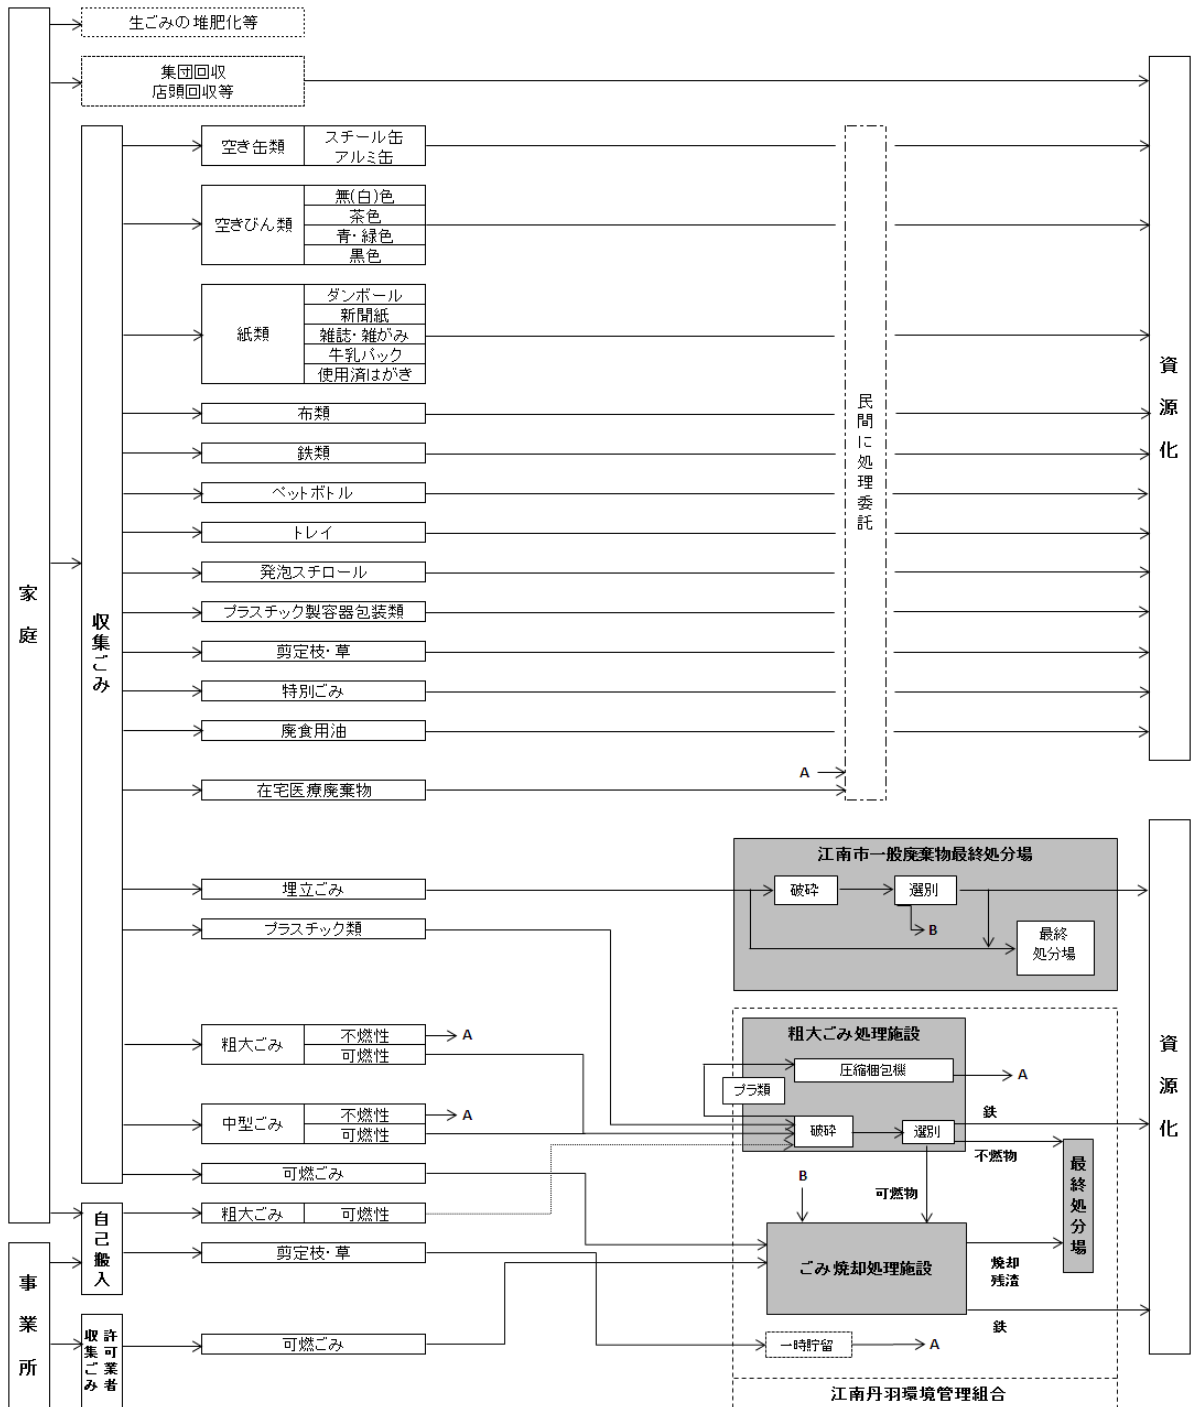 生ごみの堆肥化等
集団回収
店頭回収等
家庭
収集ごみ
空き缶類
スチール缶
アルミ缶
空きびん類
無(白)色
茶色
青・緑色
黒色
紙類
ダンボール
新聞紙
雑誌・雑がみ
牛乳パック
使用済はがき
布類
鉄類
ペットボトル
トレイ
発泡スチロール
プラスチック製容器包装類
剪定枝・草
特別ごみ
廃食用油
在宅医療廃棄物
A
民間に処理委託
資源化
埋立ごみ
プラスチック類
江南市一般廃棄物最終処分場
破砕
選別
B
最終
処分場
粗大ごみ
不燃性
A
可燃性
中型ごみ
不燃性
A
可燃性
可燃ごみ
粗大ごみ処理施設
圧縮梱包機
A
プラ類
破砕
選別
鉄
不燃物
可燃物
B
ごみ焼却処理施設
焼却
残渣
鉄
最終処分場
資源化
自己搬入
粗大ごみ
可燃性
剪定枝・草
事業所
許可業者
収集ごみ
可燃ごみ
一時貯留
A
江南丹羽環境管理組合